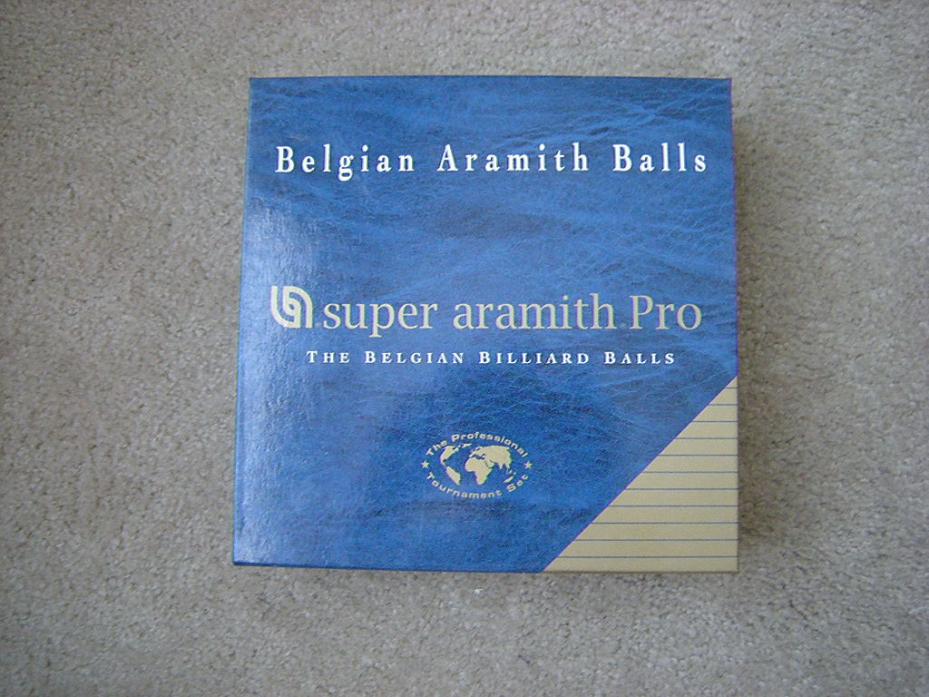 Belgian Aramith Balls
super aramith Pro
THE BELGIAN BILLIARD BALLS
The Professional
Tournament Set